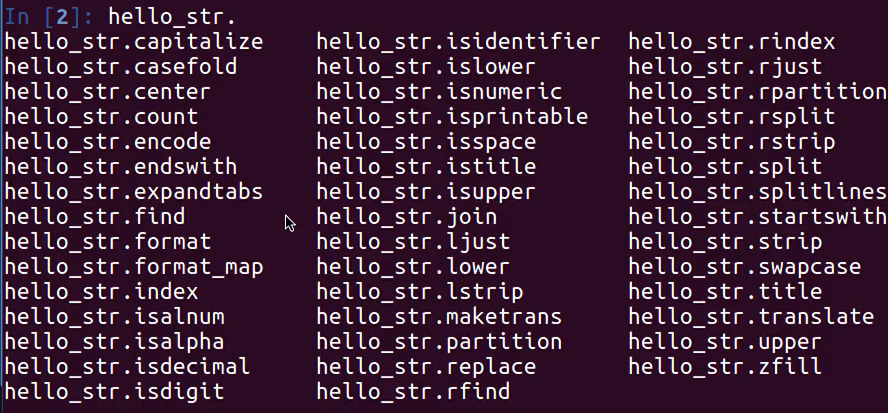 In [2]: hello_str.
hello_str.capitalize hello_str.isidentifier hello_str.rindex
hello_str.casefold hello_str.islower hello_str.rjust
hello_str.center hello_str.isnumeric hello_str.rpartition
hello_str.count hello_str.isprintable hello_str.rsplit
hello_str.encode hello_str.isspace hello_str.rstrip
hello_str.endswith hello_str.istitle hello_str.split
hello_str.expandtabs hello_str.isupper hello_str.splitlines
hello_str.find hello_str.join hello_str.startswith
hello_str.format hello_str.ljust hello_str.strip
hello_str.format_map hello_str.lower hello_str.swapcase
hello_str.index hello_str.lstrip hello_str.title
hello_str.isalnum hello_str.maketrans hello_str.translate
hello_str.isalpha hello_str.partition hello_str.upper
hello_str.isdecimal hello_str.replace hello_str.zfill
hello_str.isdigit hello_str.rfind